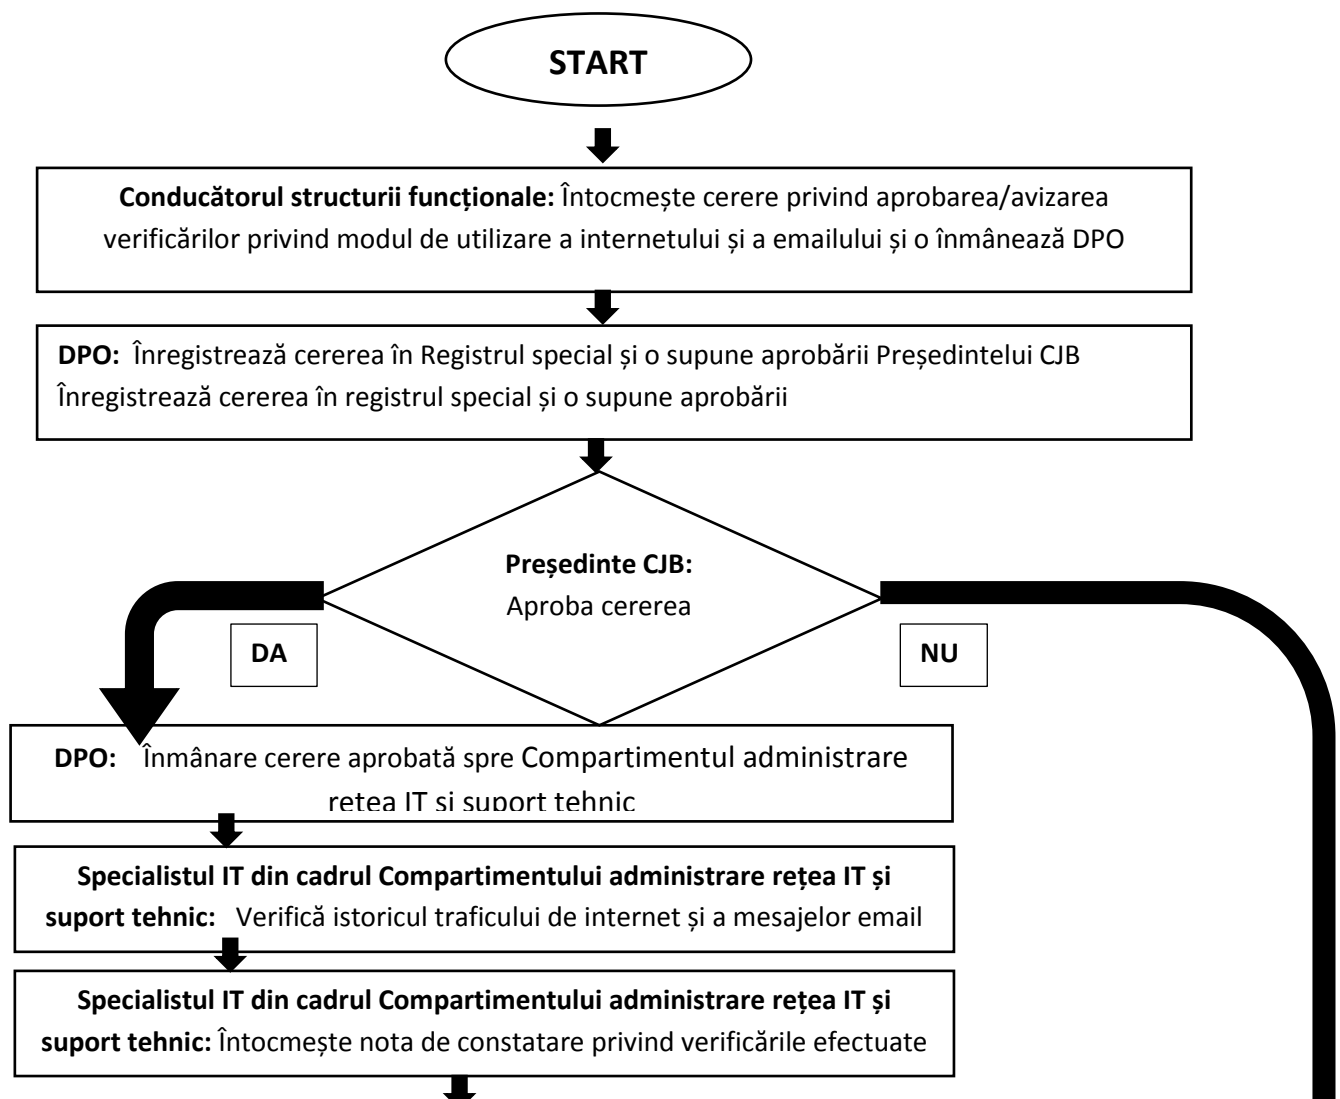 START
Conducătorul structurii funcționale: Întocmește cerere privind aprobarea/avizarea
verificărilor privind modul de utilizare a internetului și a emailului și o înmânează DPO
DPO: Înregistrează cererea în Registrul special și o supune aprobării Președintelui CJB
Înregistrează cererea în registrul special și o supune aprobării
Președinte CJB:
Aproba cererea
DA
NU
DPO: Înmânare cerere aprobată spre Compartimentul administrare
rețea IT și suport tehnic
Specialistul IT din cadrul Compartimentului administrare rețea IT și
suport tehnic: Verifică istoricul traficului de internet și a mesajelor email
Specialistul IT din cadrul Compartimentului administrare rețea IT și
suport tehnic: Întocmește nota de constatare privind verificările efectuate